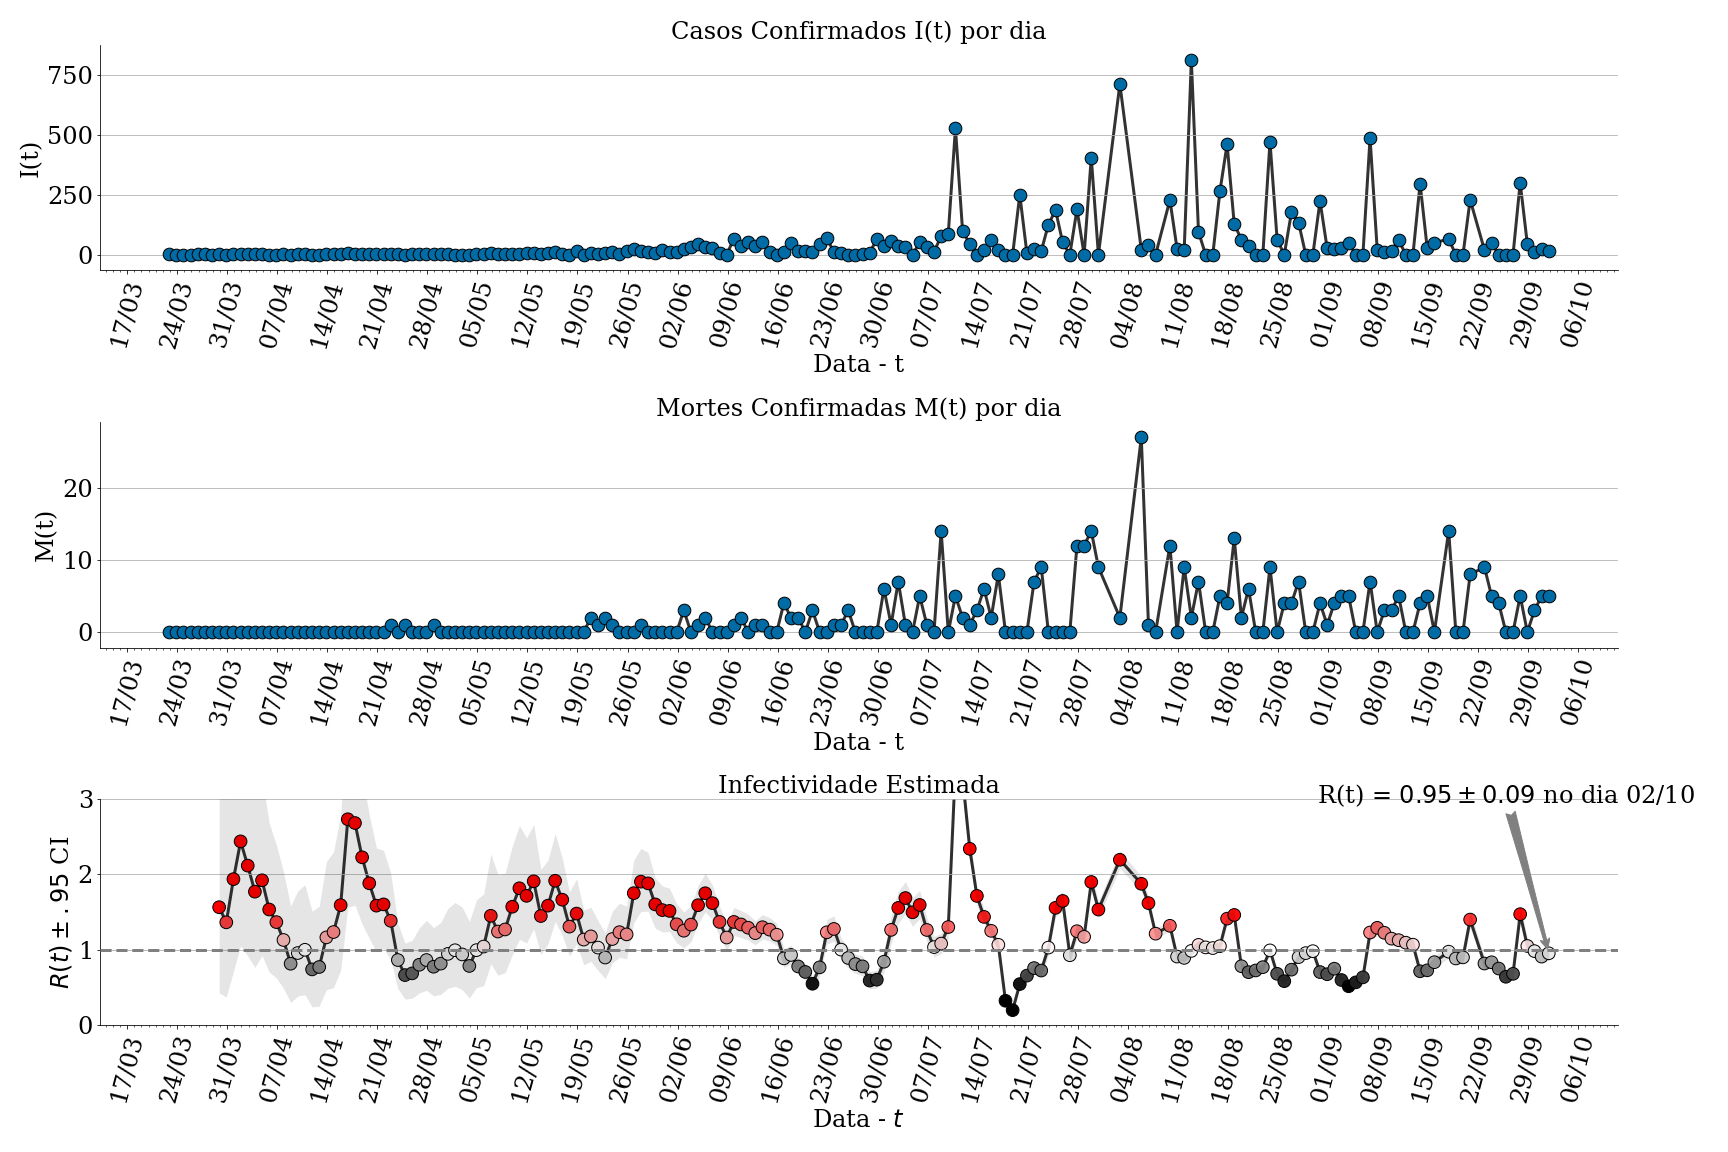 Casos Confirmados I(t) por dia
750
500
250
0
I(t)
17/03 24/03 31/03 07/04 14/04 21/04 28/04 05/05 12/05 19/05 26/05 02/06 09/06 16/06 23/06 30/06 07/07 14/07 21/07 28/07 04/08 11/08 18/08 25/08 01/09 08/09 15/09 22/09 29/09 06/10
Data - t
Mortes Confirmadas M(t) por dia
20
10
0
M(t)
17/03 24/03 31/03 07/04 14/04 21/04 28/04 05/05 12/05 19/05 26/05 02/06 09/06 16/06 23/06 30/06 07/07 14/07 21/07 28/07 04/08 11/08 18/08 25/08 01/09 08/09 15/09 22/09 29/09 06/10
Data - t
Infectividade Estimada
R(t) = 0.95 ± 0.09 no dia 02/10
3
2
1
0
R(t) ± .95 CI
17/03 24/03 31/03 07/04 14/04 21/04 28/04 05/05 12/05 19/05 26/05 02/06 09/06 16/06 23/06 30/06 07/07 14/07 21/07 28/07 04/08 11/08 18/08 25/08 01/09 08/09 15/09 22/09 29/09 06/10
Data - t